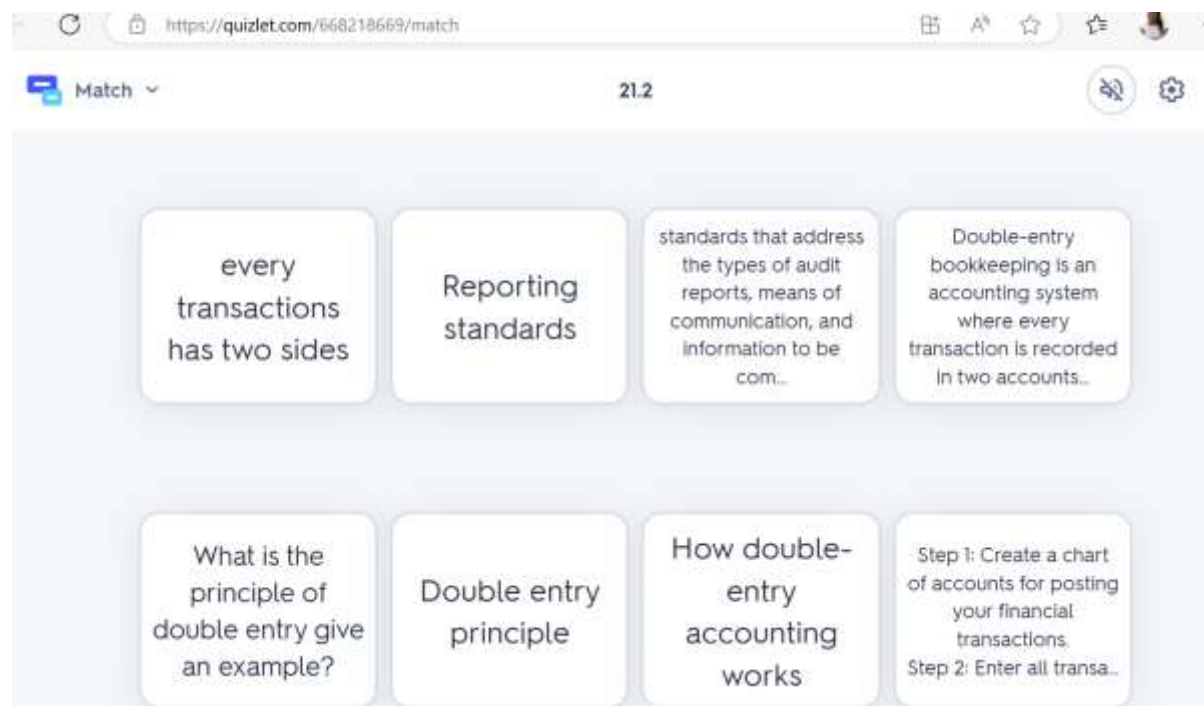 https://quizlet.com/668218669/match
Match
21.2
every
transactions
has two sides
Reporting
standards
standards that address
the types of audit
reports, means of
communication, and
information to be
com...
Double-entry
bookkeeping is an
accounting system
where every
transaction is recorded
in two accounts...
What is the
principle of
double entry give
an example?
Double entry
principle
How double-
entry
accounting
works
Step 1: Create a chart
of accounts for posting
your financial
transactions.
Step 2: Enter all transa...